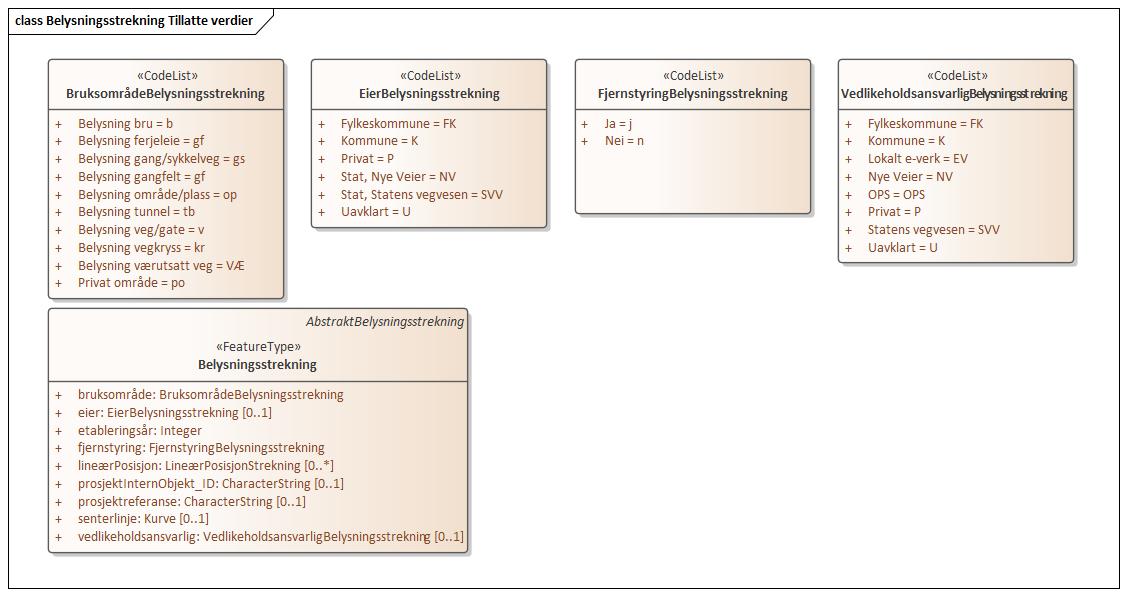 class Belysningsstrekning Tillatte verdier
«CodeList»
BruksområdeBelysningsstrekning
+ Belysning bru = b
+ Belysning ferjeleie = gf
+ Belysning gang/sykkelveg = gs
+ Belysning gangfelt = gf
+ Belysning område/plass = op
+ Belysning tunnel = tb
+ Belysning veg/gate = v
+ Belysning vegkryss = kr
+ Belysning værutsatt veg = VÆ
+ Privat område = po
«CodeList»
EierBelysningsstrekning
+ Fylkeskommune = FK
+ Kommune = K
+ Privat = P
+ Stat, Nye Veier = NV
+ Stat, Statens vegvesen = SVV
+ Uavklart = U
«CodeList»
FjernstyringBelysningsstrekning
+ Ja = j
+ Nei = n
«CodeList»
VedlikeholdsansvarligBelysningsstrekning
+ Fylkeskommune = FK
+ Kommune = K
+ Lokalt e-verk = EV
+ Nye Veier = NV
+ OPS = OPS
+ Privat = P
+ Statens vegvesen = SVV
+ Uavklart = U
AbstraktBelysningsstrekning
«FeatureType»
Belysningsstrekning
+ bruksområde: BruksområdeBelysningsstrekning
+ eier: EierBelysningsstrekning [0..1]
+ etableringsår: Integer
+ fjernstyring: FjernstyringBelysningsstrekning
+ lineærPosisjon: LineærPosisjonStrekning [0..*]
+ prosjektInternObjekt_ID: CharacterString [0..1]
+ prosjektreferanse: CharacterString [0..1]
+ senterlinje: Kurve [0..1]
+ vedlikeholdsansvarlig: VedlikeholdsansvarligBelysningsstrekning [0..1]